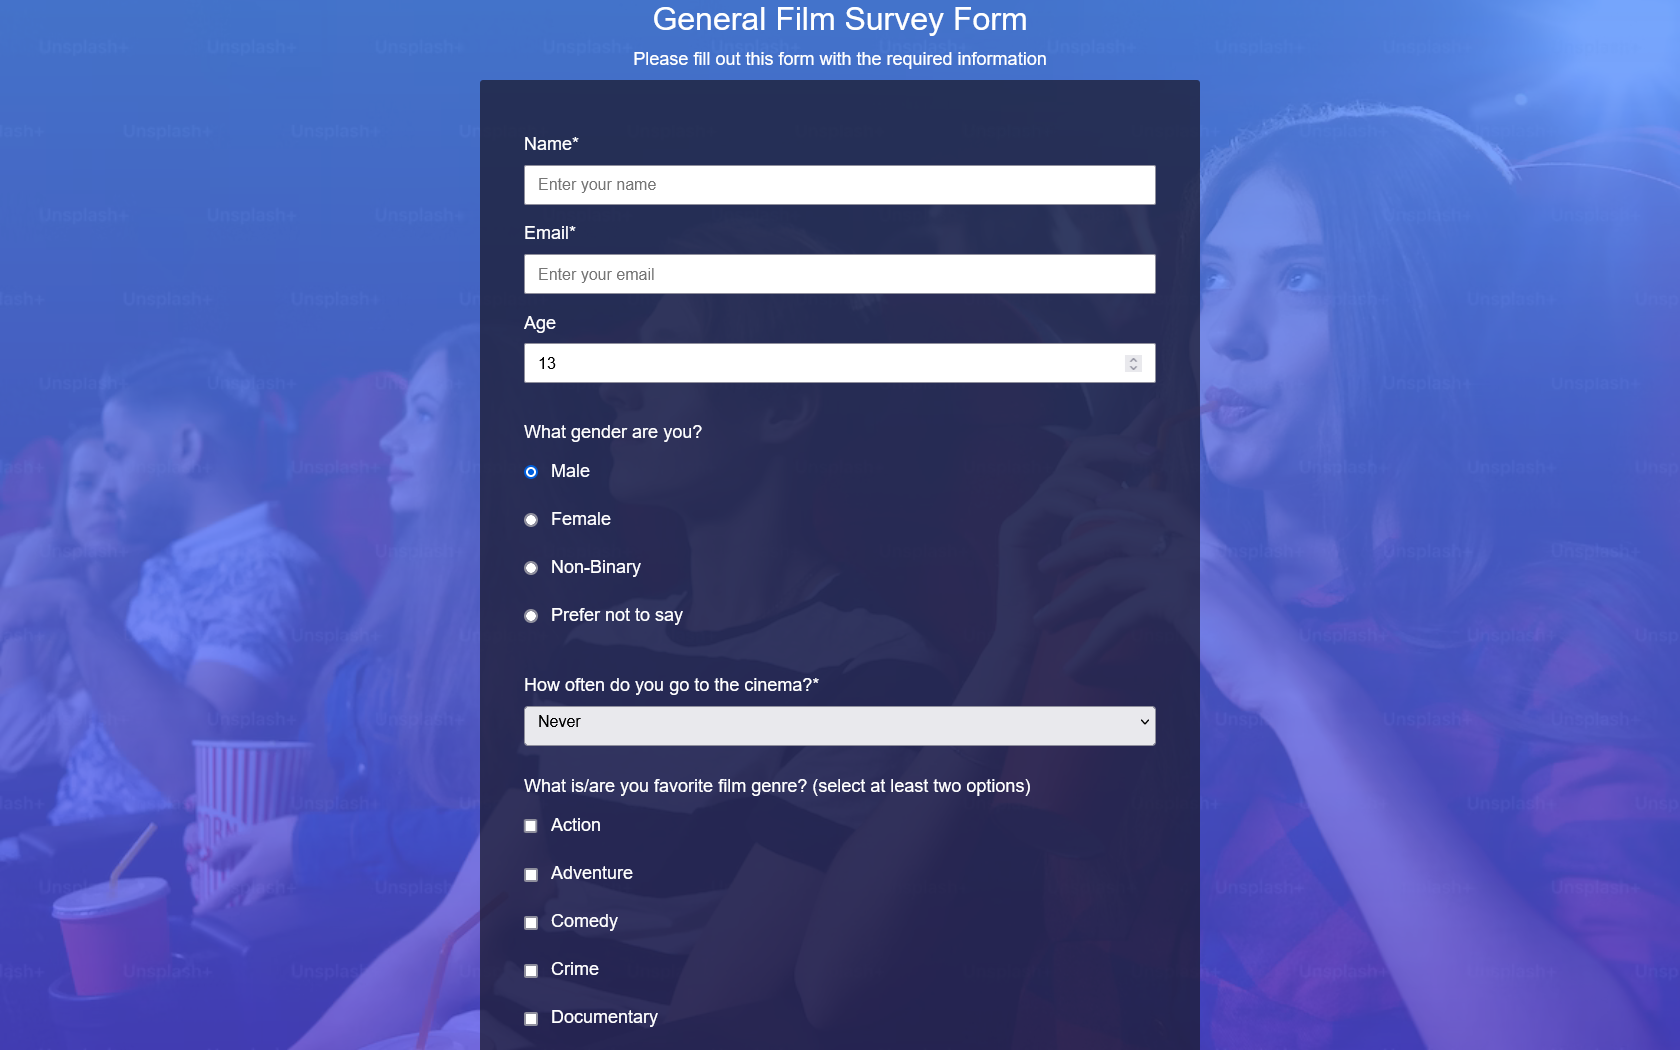 General Film Survey Form
Please fill out this form with the required information
Name*
Enter your name
Email*
Enter your email
Age
13
What gender are you?
Male
Female
Non-Binary
Prefer not to say
How often do you go to the cinema?*
Never
What is/are you favorite film genre? (select at least two options)
Action
Adventure
Comedy
Crime
Documentary
Unsplash+